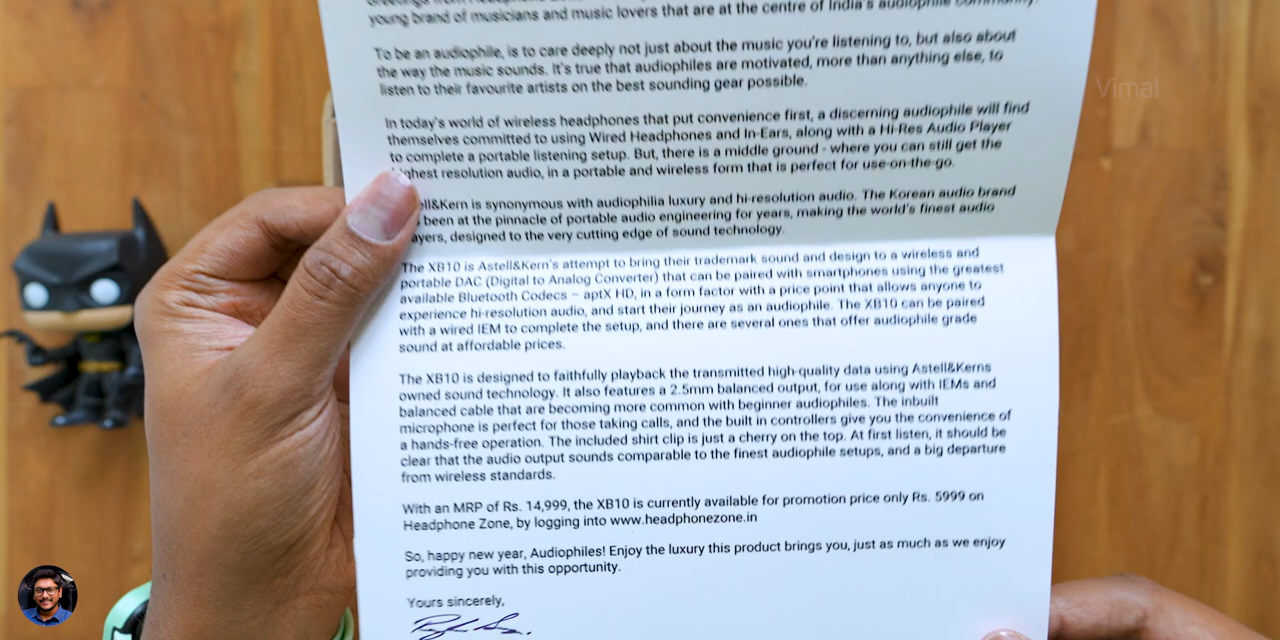 young brand of musicians and music lovers that are at the centre of India's audiophile community.
To be an audiophile, is to care deeply not just about the music you're listening to, but also about
the way the music sounds. It's true that audiophiles are motivated, more than anything else, to
listen to their favourite artists on the best sounding gear possible.
In today's world of wireless headphones that put convenience first, a discerning audiophile will find
themselves committed to using Wired Headphones and In-Ears, along with a Hi-Res Audio Player
to complete a portable listening setup. But, there is a middle ground - where you can still get the
highest resolution audio, in a portable and wireless form that is perfect for use-on-the-go.
ell&Kern is synonymous with audiophilia luxury and hi-resolution audio. The Korean audio brand
been at the pinnacle of portable audio engineering for years, making the world's finest audio
ayers, designed to the very cutting edge of sound technology.
The XB10 is Astell&Kern's attempt to bring their trademark sound and design to a wireless and
portable DAC (Digital to Analog Converter) that can be paired with smartphones using the greatest
available Bluetooth Codecs – aptX HD, in a form factor with a price point that allows anyone to
experience hi-resolution audio, and start their journey as an audiophile. The XB10 can be paired
with a wired IEM to complete the setup, and there are several ones that offer audiophile grade
sound at affordable prices.
The XB10 is designed to faithfully playback the transmitted high-quality data using Astell&Kerns
owned sound technology. It also features a 2.5mm balanced output, for use along with IEMs and
balanced cable that are becoming more common with beginner audiophiles. The inbuilt
microphone is perfect for those taking calls, and the built in controllers give you the convenience of
a hands-free operation. The included shirt clip is just a cherry on the top. At first listen, it should be
clear that the audio output sounds comparable to the finest audiophile setups, and a big departure
from wireless standards.
With an MRP of Rs. 14,999, the XB10 is currently available for promotion price only Rs. 5999 on
Headphone Zone, by logging into www.headphonezone.in
So, happy new year, Audiophiles! Enjoy the luxury this product brings you, just as much as we enjoy
providing you with this opportunity.
Yours sincerely,
Vimal